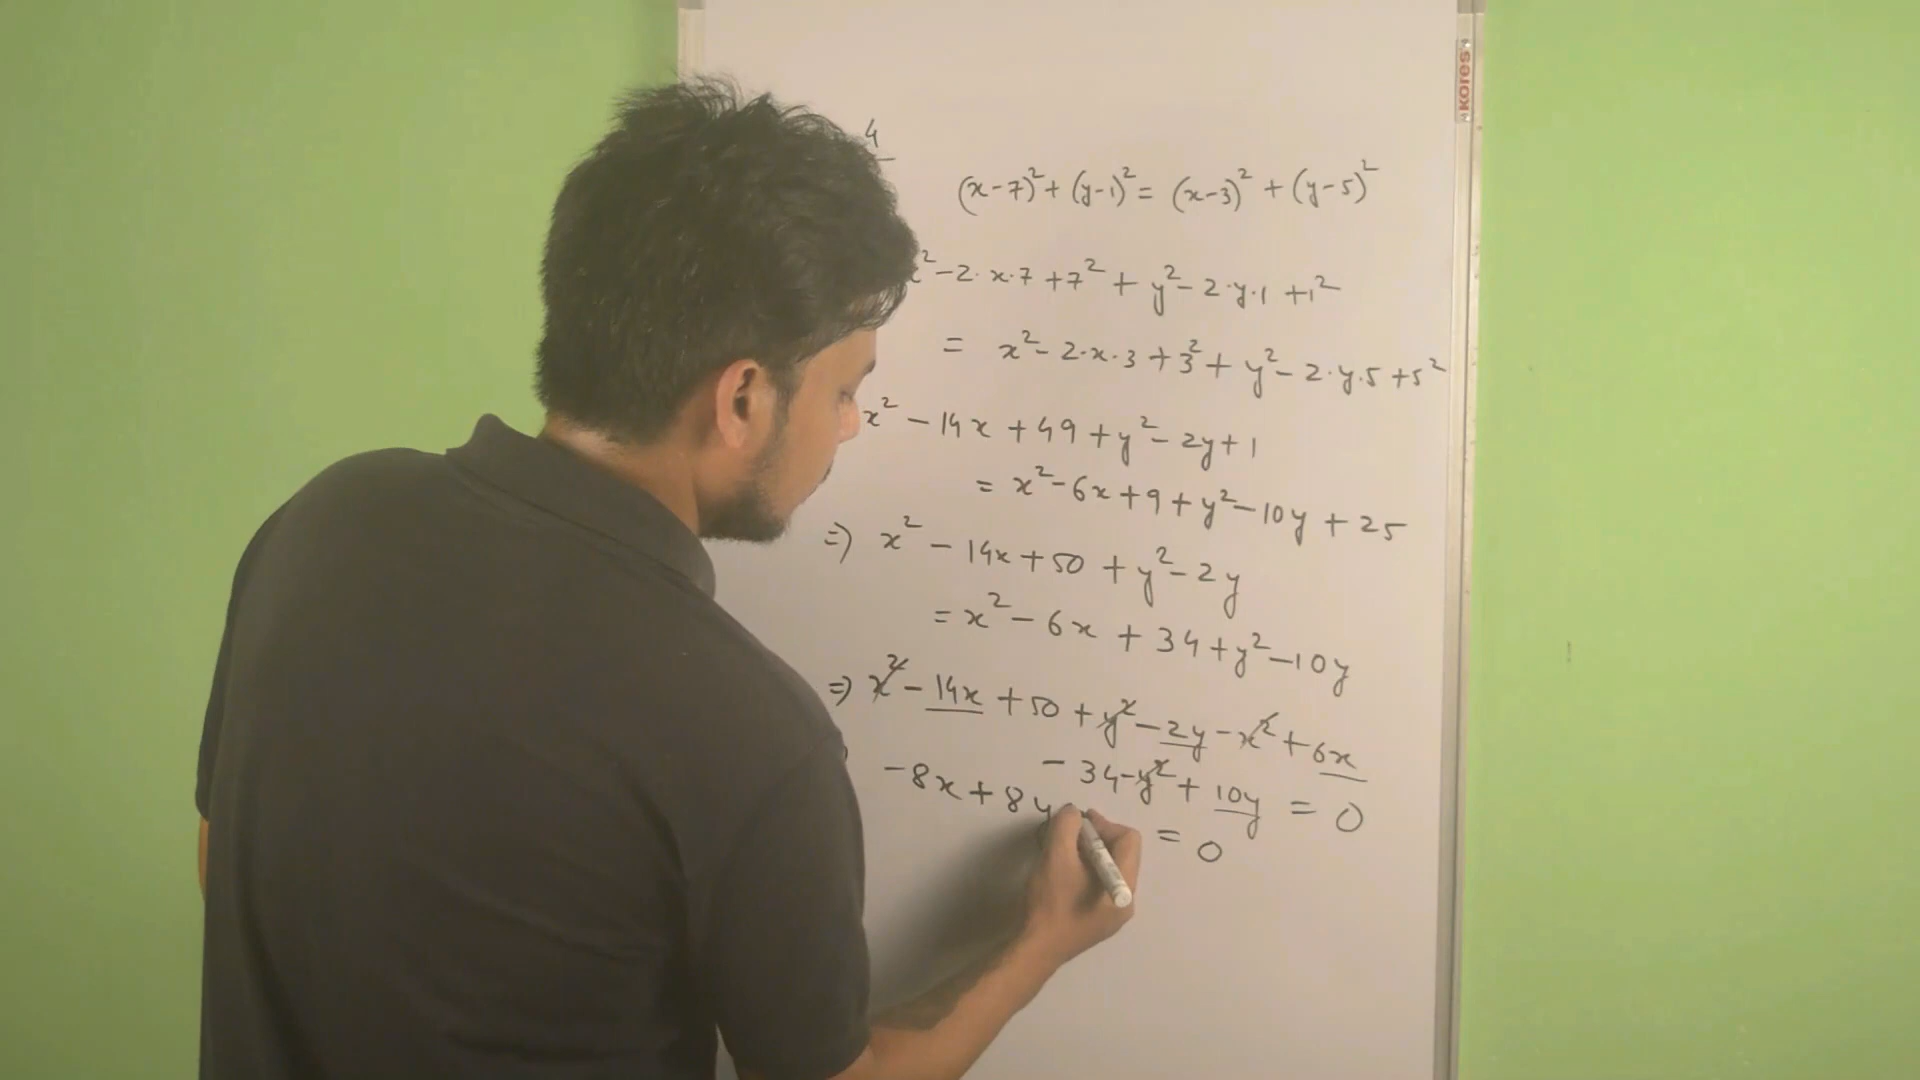 4
KORES
(x-7)² + (y-1)² = (x-3)² + (y-5)²
x² - 2·x·7 + 7² + y² - 2·y·1 + 1²
= x² - 2·x·3 + 3² + y² - 2·y·5 + 5²
x² - 14x + 49 + y² - 2y + 1
= x² - 6x + 9 + y² - 10y + 25
⇒ x² - 14x + 50 + y² - 2y
= x² - 6x + 34 + y² - 10y
⇒ x² - 14x + 50 + y² - 2y - x² + 6x
- 34 - y² + 10y = 0
-8x + 8y = 0